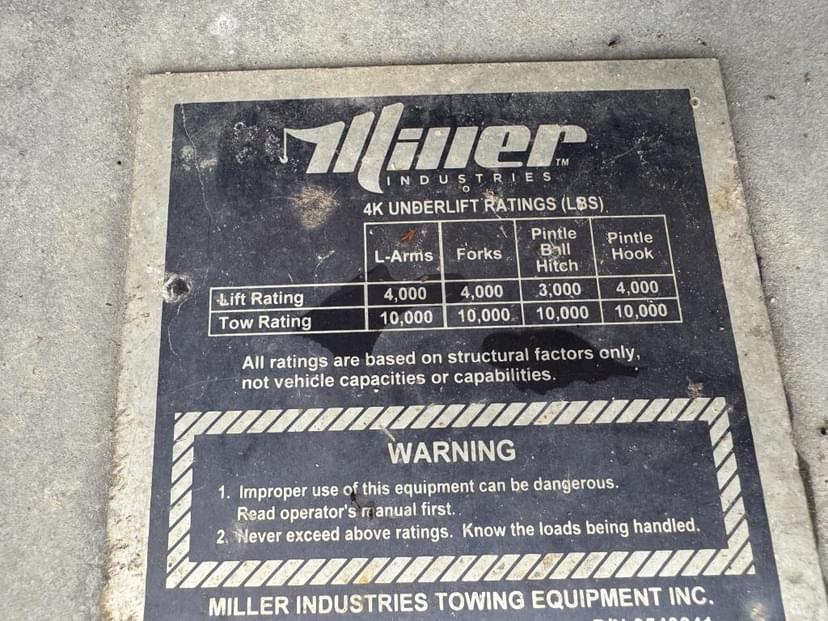 Miller™
INDUSTRIES
4K UNDERLIFT RATINGS (LBS)
L-Arms Forks Pintle Ball Hitch Pintle Hook
Lift Rating 4,000 4,000 3,000 4,000
Tow Rating 10,000 10,000 10,000 10,000
All ratings are based on structural factors only,
not vehicle capacities or capabilities.
WARNING
1. Improper use of this equipment can be dangerous.
Read operator's manual first.
2. Never exceed above ratings. Know the loads being handled.
MILLER INDUSTRIES TOWING EQUIPMENT INC.